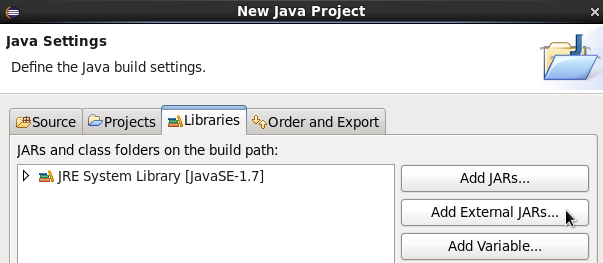 New Java Project
Java Settings
Define the Java build settings.
Source Projects Libraries Order and Export
JARs and class folders on the build path:
JRE System Library [JavaSE-1.7]
Add JARs...
Add External JARs...
Add Variable...